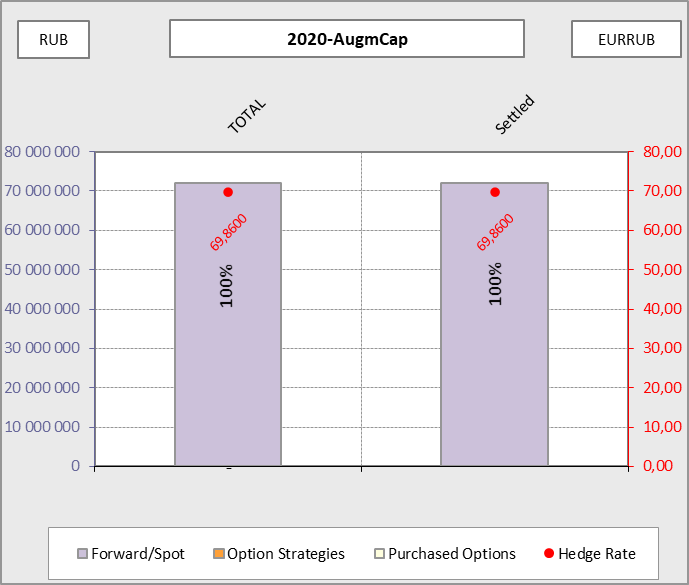 RUB
2020-AugmCap
EURRUB
TOTAL
Settled
80 000 000
80,00
70 000 000
70,00
69,8600
69,8600
60 000 000
60,00
100%
100%
50 000 000
50,00
40 000 000
40,00
30 000 000
30,00
20 000 000
20,00
10 000 000
10,00
0
0,00
Forward/Spot
Option Strategies
Purchased Options
Hedge Rate